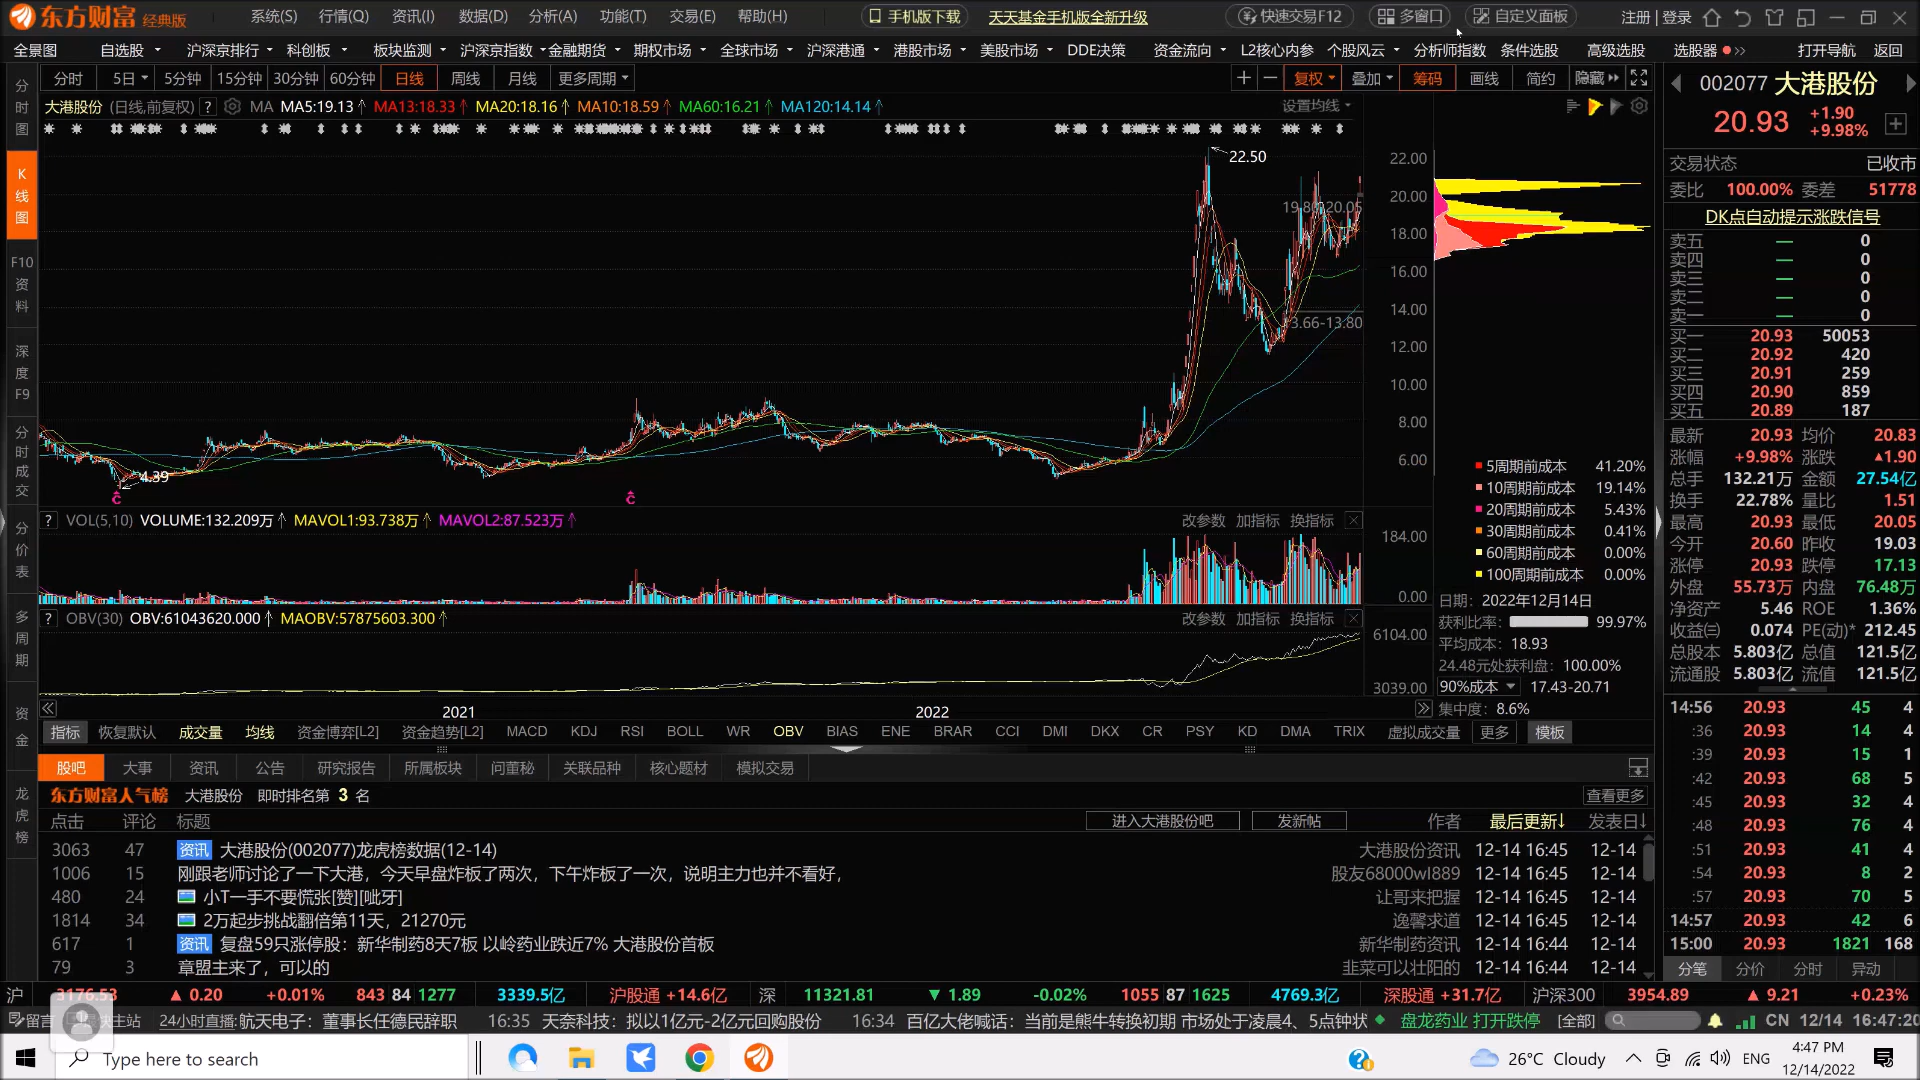 东方财富 经典版 系统(S) 行情(Q) 资讯(I) 数据(D) 分析(A) 功能(T) 交易(E) 帮助(H) 手机版下载 天天基金手机版全新升级 快速交易F12 多窗口 自定义面板 注册 | 登录
全景图 自选股 沪深京排行 科创板 板块监测 沪深京指数 金融期货 期权市场 全球市场 沪深港通 港股市场 美股市场 DDE决策 资金流向 L2核心内参 个股风云 分析师指数 条件选股 高级选股 选股器 打开导航 返回
分时 5日 5分钟 15分钟 30分钟 60分钟 日线 周线 月线 更多周期 复权 叠加 筹码 画线 简约 隐藏
大港股份 (日线,前复权) ? MA MA5:19.13↑ MA13:18.33↑ MA20:18.16↑ MA10:18.59↑ MA60:16.21↑ MA120:14.14↑ 设置均线
分时图
K线图
F10资料
深度F9
分时成交
分价表
多周期
资金
龙虎榜
22.50
19.80-20.05
13.66-13.80
4.39
22.00
20.00
18.00
16.00
14.00
12.00
10.00
8.00
6.00
? VOL(5,10) VOLUME:132.209万↑ MAVOL1:93.738万↑ MAVOL2:87.523万↑ 改参数 加指标 换指标
184.00
0.00
? OBV(30) OBV:61043620.000↑ MAOBV:57875603.300↑ 改参数 加指标 换指标
6104.00
3039.00
2021 2022
5周期前成本 41.20%
10周期前成本 19.14%
20周期前成本 5.43%
30周期前成本 0.41%
60周期前成本 0.00%
100周期前成本 0.00%
日期: 2022年12月14日
获利比率: 99.97%
平均成本: 18.93
24.48元处获利盘: 100.00%
90%成本 17.43-20.71
集中度: 8.6%
指标 恢复默认 成交量 均线 资金博弈[L2] 资金趋势[L2] MACD KDJ RSI BOLL WR OBV BIAS ENE BRAR CCI DMI DKX CR PSY KD DMA TRIX 虚拟成交量 更多 模板
股吧 大事 资讯 公告 研究报告 所属板块 问董秘 关联品种 核心题材 模拟交易
东方财富人气榜 大港股份 即时排名第 3 名 查看更多
点击 评论 标题 进入大港股份吧 发新帖 作者 最后更新↓ 发表日↓
3063 47 资讯 大港股份(002077)龙虎榜数据(12-14) 大港股份资讯 12-14 16:45 12-14
1006 15 刚跟老师讨论了一下大港，今天早盘炸板了两次，下午炸板了一次，说明主力也并不看好， 股友68000wl889 12-14 16:45 12-14
480 24 小T一手不要慌张[赞][呲牙] 让哥来把握 12-14 16:45 12-14
1814 34 2万起步挑战翻倍第11天，21270元 逸馨求道 12-14 16:45 12-14
617 1 资讯 复盘59只涨停股：新华制药8天7板 以岭药业跌近7% 大港股份首板 新华制药资讯 12-14 16:44 12-14
79 3 章盟主来了，可以的 韭菜可以壮阳的 12-14 16:44 12-14
002077 大港股份
20.93 +1.90
+9.98%
交易状态 已收市
委比 100.00% 委差 51778
DK点自动提示涨跌信号
卖五 — 0
卖四 — 0
卖三 — 0
卖二 — 0
卖一 — 0
买一 20.93 50053
买二 20.92 420
买三 20.91 259
买四 20.90 859
买五 20.89 187
最新 20.93 均价 20.83
涨幅 +9.98% 涨跌 ▲1.90
总手 132.21万 金额 27.54亿
换手 22.78% 量比 1.51
最高 20.93 最低 20.05
今开 20.60 昨收 19.03
涨停 20.93 跌停 17.13
外盘 55.73万 内盘 76.48万
净资产 5.46 ROE 1.36%
收益㈢ 0.074 PE(动)* 212.45
总股本 5.803亿 总值 121.5亿
流通股 5.803亿 流值 121.5亿
14:56 20.93 45 4
:36 20.93 14 4
:39 20.93 15 1
:42 20.93 68 5
:45 20.93 32 4
:48 20.93 76 4
:51 20.93 41 4
:54 20.93 8 2
:57 20.93 70 5
14:57 20.93 42 6
15:00 20.93 1821 168
分笔 分价 分时 异动
沪 3176.53 ▲ 0.20 +0.01% 843 84 1277 3339.5亿 沪股通 +14.6亿 深 11321.81 ▼ 1.89 -0.02% 1055 87 1625 4769.3亿 深股通 +31.7亿 沪深300 3954.89 ▲ 9.21 +0.23%
留言 主站 24小时直播: 航天电子：董事长任德民辞职 16:35 天奈科技：拟以1亿元-2亿元回购股份 16:34 百亿大佬喊话：当前是熊牛转换初期 市场处于凌晨4、5点钟状 盘龙药业 打开跌停 [全部] CN 12/14 16:47:20
Type here to search 26°C Cloudy ENG 4:47 PM
12/14/2022